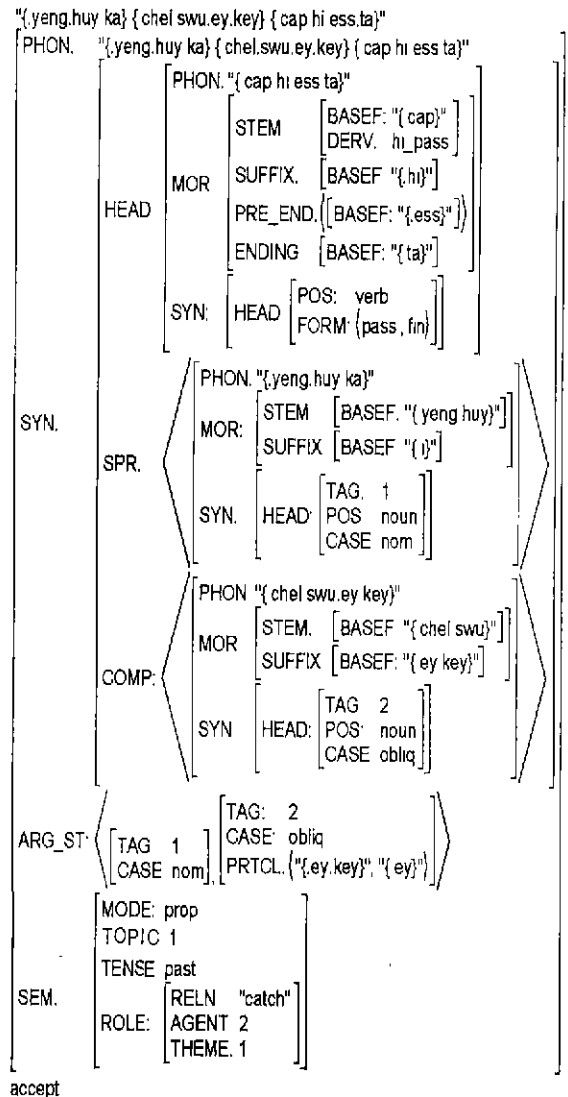 "{.yeng.huy ka} { chel swu.ey.key} { cap hi ess.ta}"
PHON. "{.yeng.huy ka} { chel.swu.ey.key} { cap hi ess ta}"
PHON. "{ cap hi ess ta}"
STEM [BASEF: "{ cap}"
DERV. hi_pass]
MOR SUFFIX. [BASEF "{.hi}"]
HEAD PRE_END. ([BASEF: "{.ess}"])
ENDING [BASEF: "{ ta}"]
SYN: [HEAD [POS: verb
FORM: (pass, fin)]]
PHON. "{.yeng.huy ka}"
SYN. MOR: [STEM [BASEF. "{ yeng huy}"]
SUFFIX [BASEF "{ i}"]]
SPR.
SYN. [HEAD: [TAG. 1
POS noun
CASE nom]]
PHON "{ chel swu.ey key}"
MOR [STEM. [BASEF "{ chel swu}"]
SUFFIX [BASEF: "{ ey key}"]]
COMP:
SYN [HEAD: [TAG 2
POS: noun
CASE obliq]]
ARG_ST: <[TAG 1
CASE nom], [TAG: 2
CASE: obliq
PRTCL. ("{.ey.key}", "{ ey}")]>
MODE: prop
TOPIC 1
TENSE past
SEM. ROLE: [RELN "catch"
AGENT 2
THEME. 1]
accept